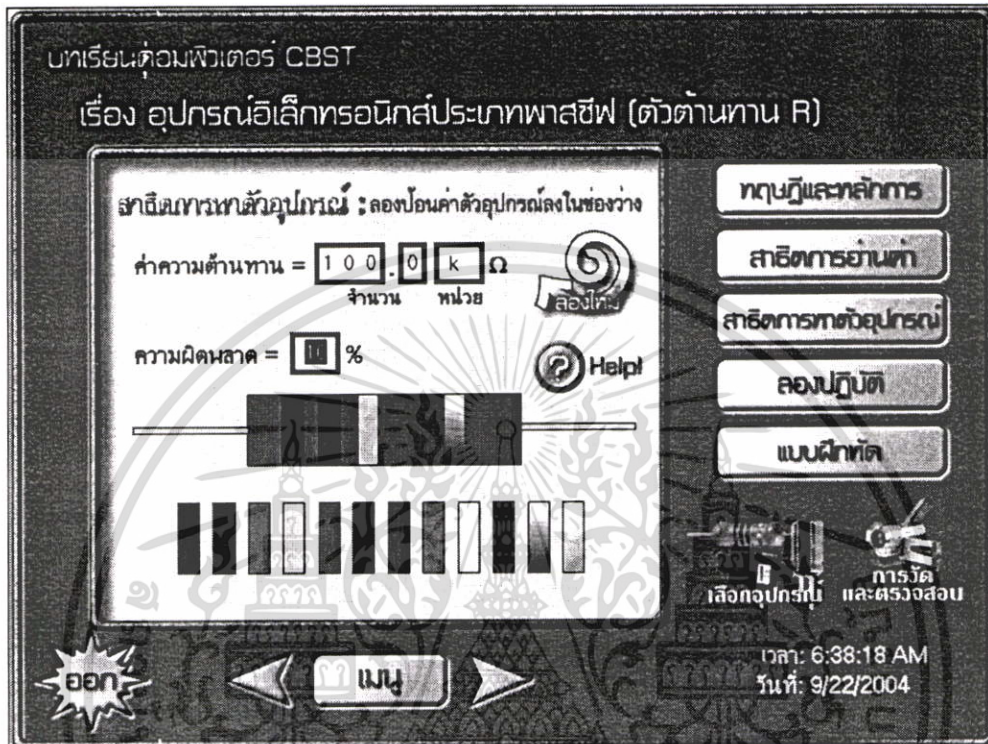 บทเรียนคอมพิวเตอร์ CBST
เรื่อง อุปกรณ์อิเล็กทรอนิกส์ประเภทพาสซีฟ (ตัวต้านทาน R)
สาธิตการหาตัวอุปกรณ์ : ลองป้อนค่าตัวอุปกรณ์ลงในช่องว่าง
ค่าความต้านทาน = 100.0 k Ω
จำนวน หน่วย
ลองใหม่
ความผิดพลาด = 10 %
Help!
ทฤษฎีและหลักการ
สาธิตการอ่านค่า
สาธิตการหาตัวอุปกรณ์
ลองปฏิบัติ
แบบฝึกหัด
เลือกอุปกรณ์
การวัด
และตรวจสอบ
ออก
เมนู
เวลา: 6:38:18 AM
วันที่: 9/22/2004